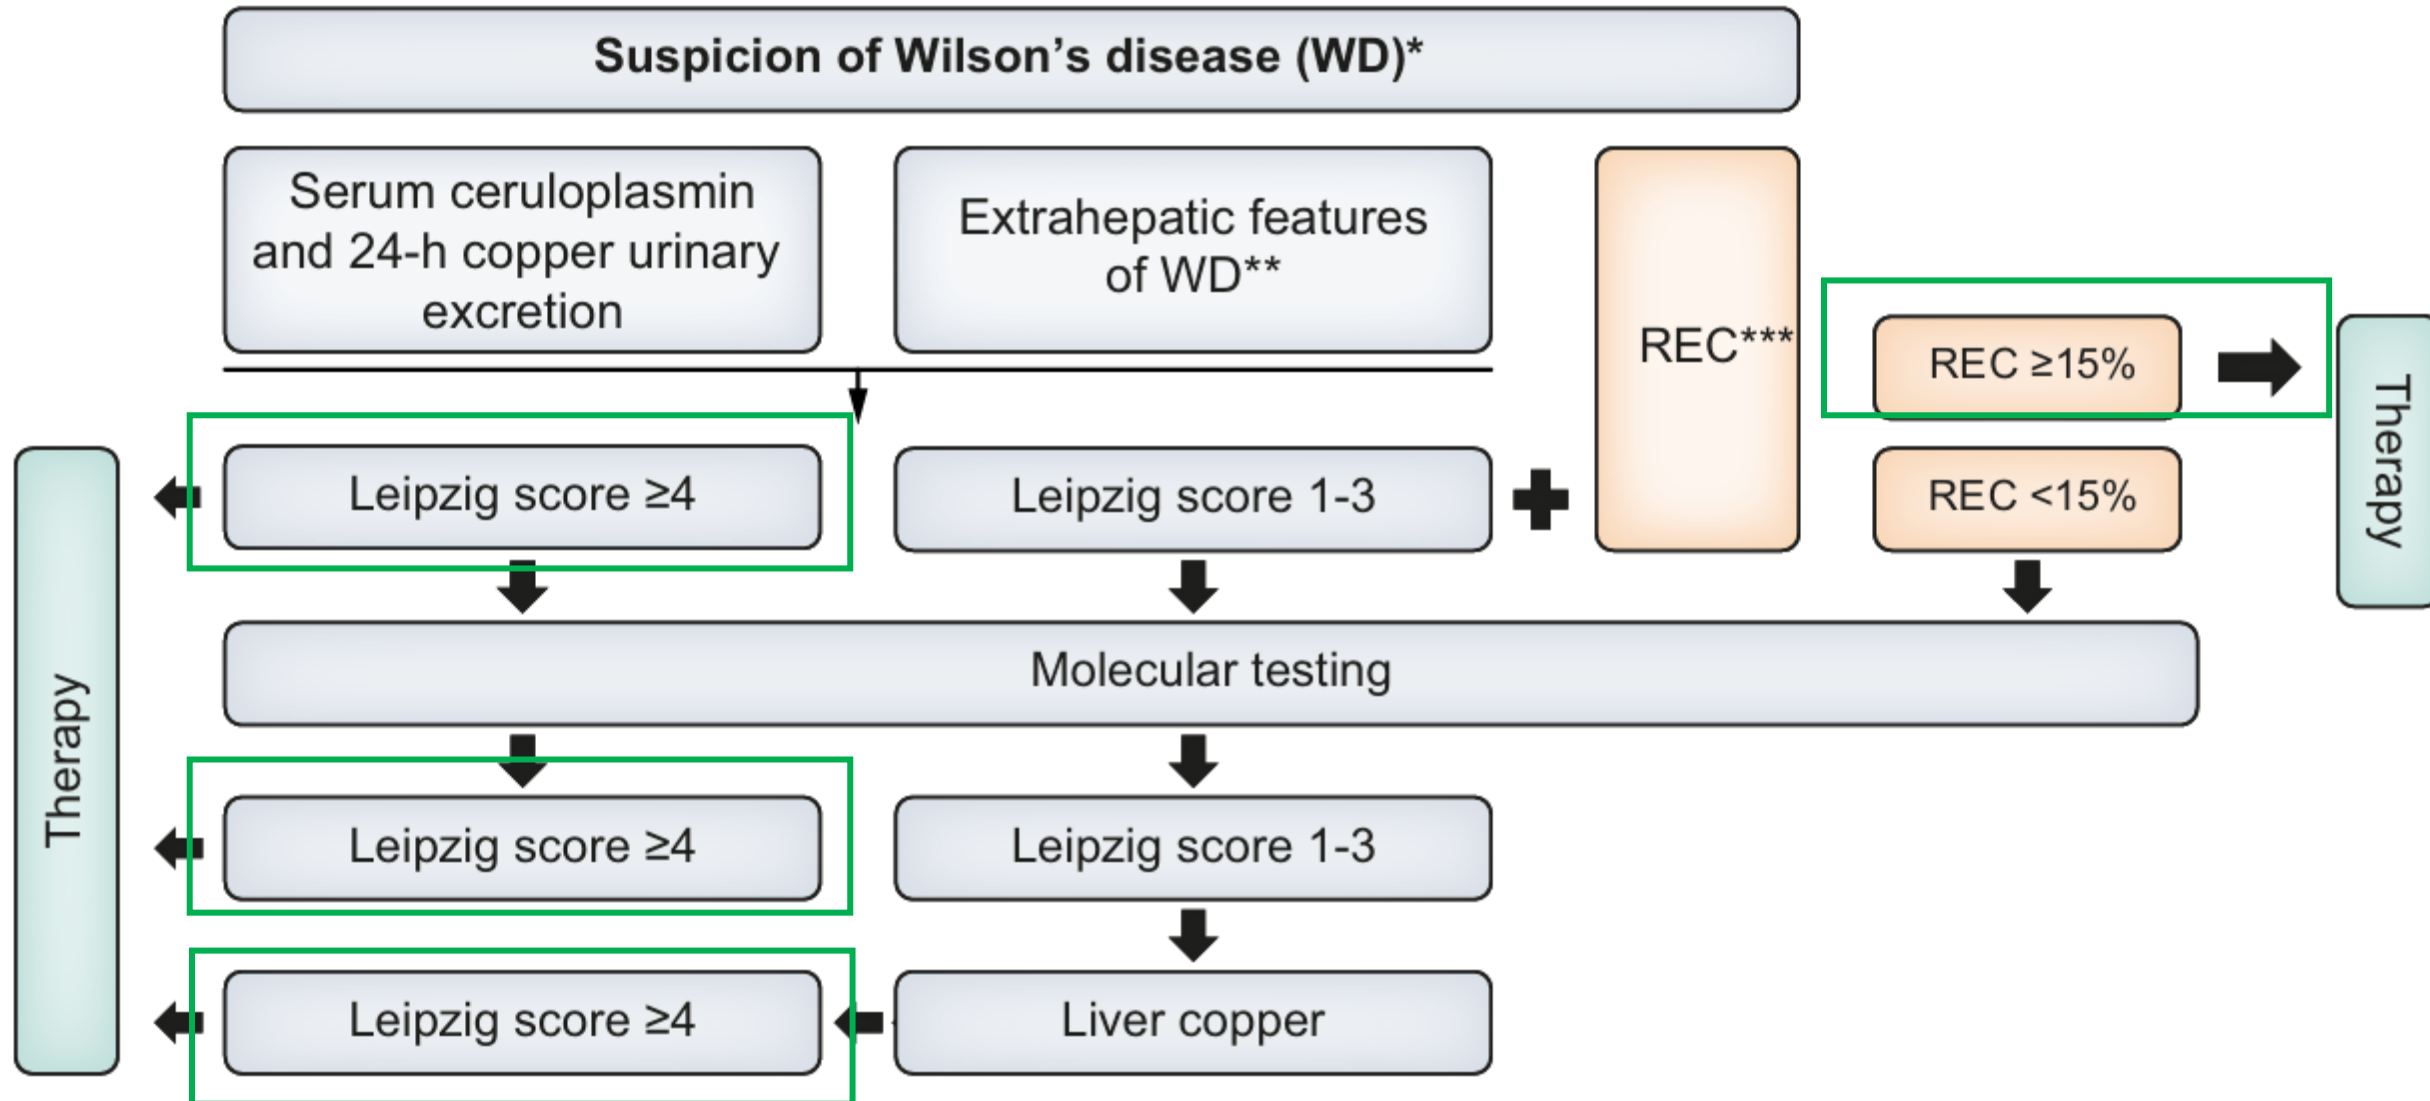 Suspicion of Wilson's disease (WD)*
Serum ceruloplasmin
and 24-h copper urinary
excretion
Extrahepatic features
of WD**
REC***
REC ≥15%
Therapy
Leipzig score ≥4
Leipzig score 1-3
REC <15%
Therapy
Molecular testing
Leipzig score ≥4
Leipzig score 1-3
Leipzig score ≥4
Liver copper